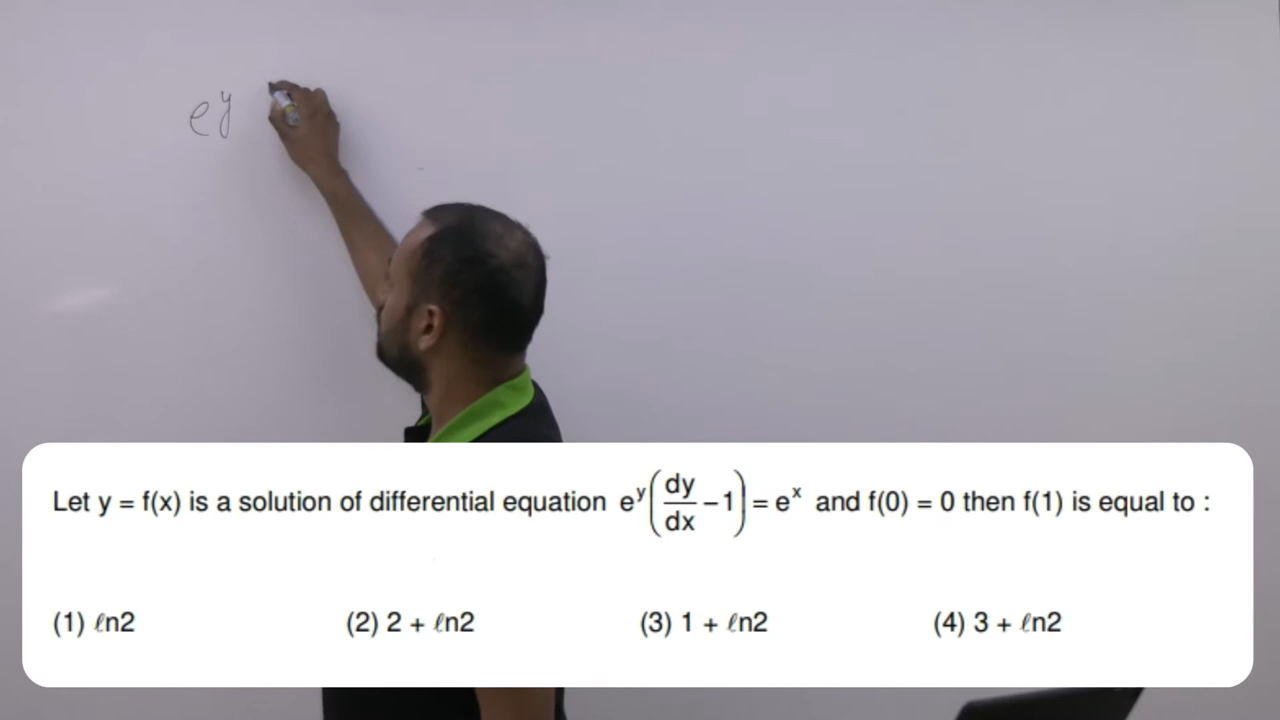 e^y
Let y = f(x) is a solution of differential equation e^y(dy/dx − 1) = e^x and f(0) = 0 then f(1) is equal to :
(1) ℓn2 (2) 2 + ℓn2 (3) 1 + ℓn2 (4) 3 + ℓn2